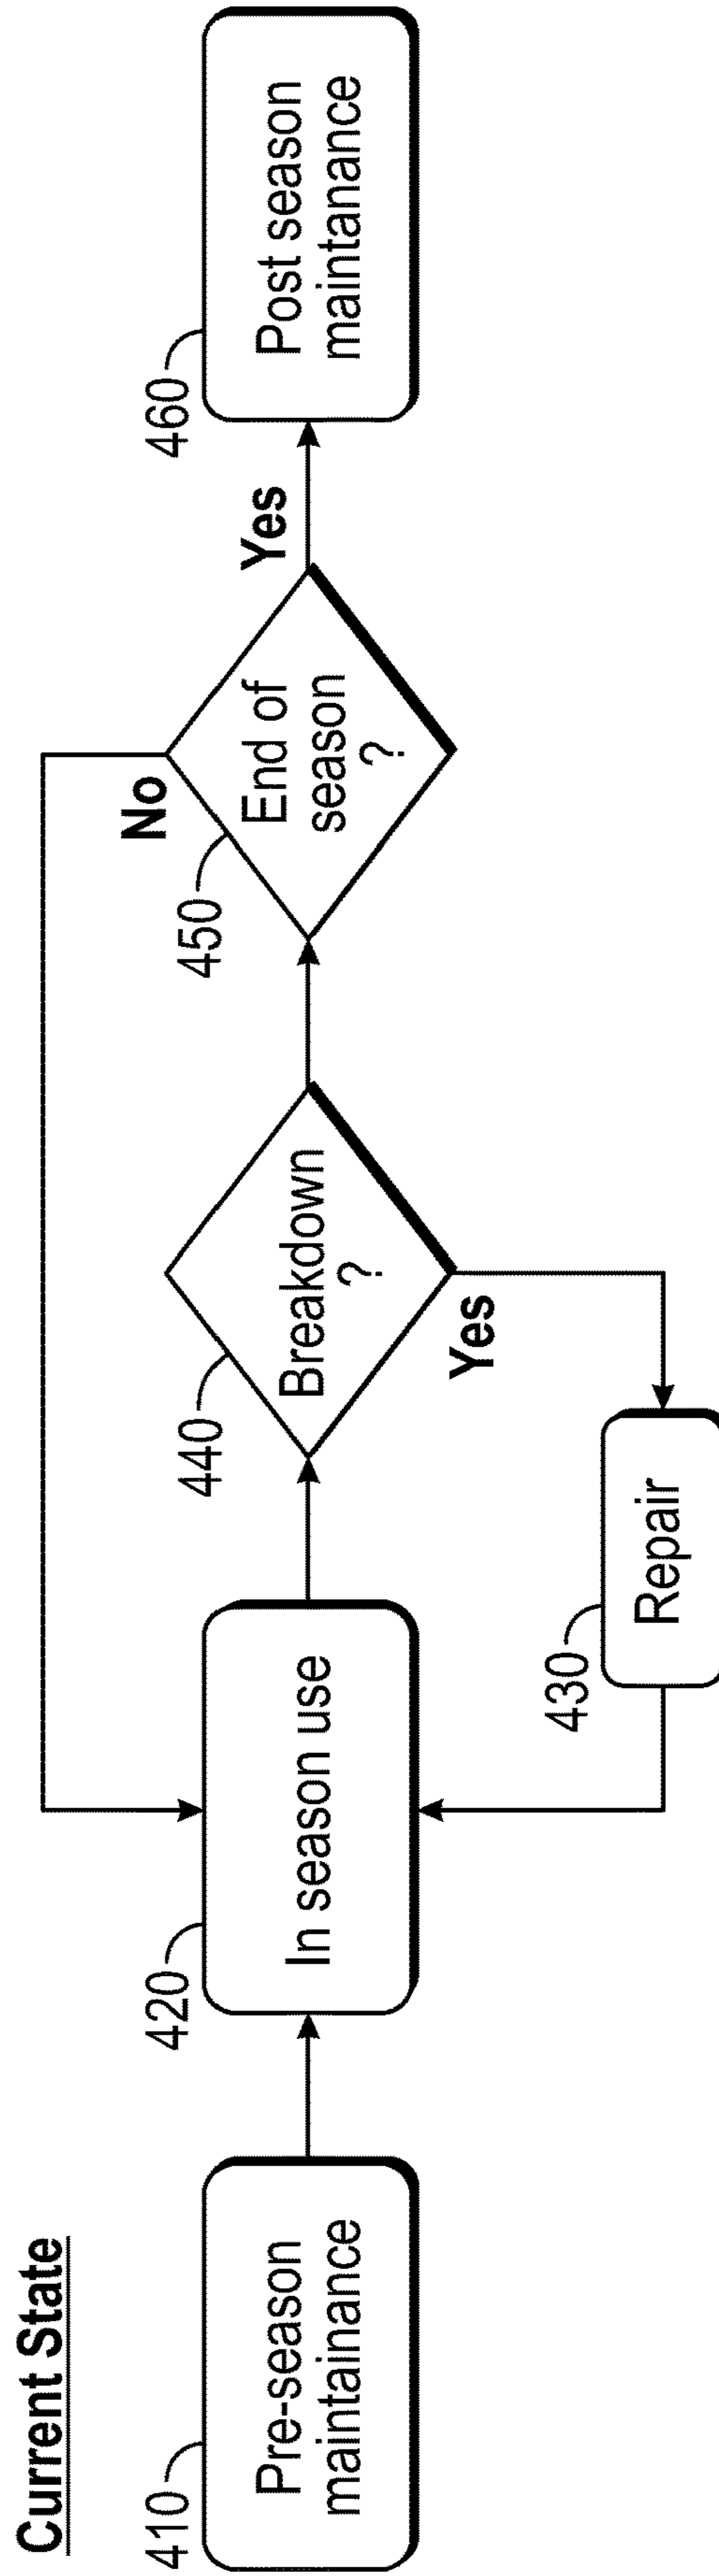 Current State
410
Pre-season
maintainance
420
In season use
430
Repair
440
Breakdown
?
Yes
450
End of
season
?
No
Yes
460
Post season
maintanance